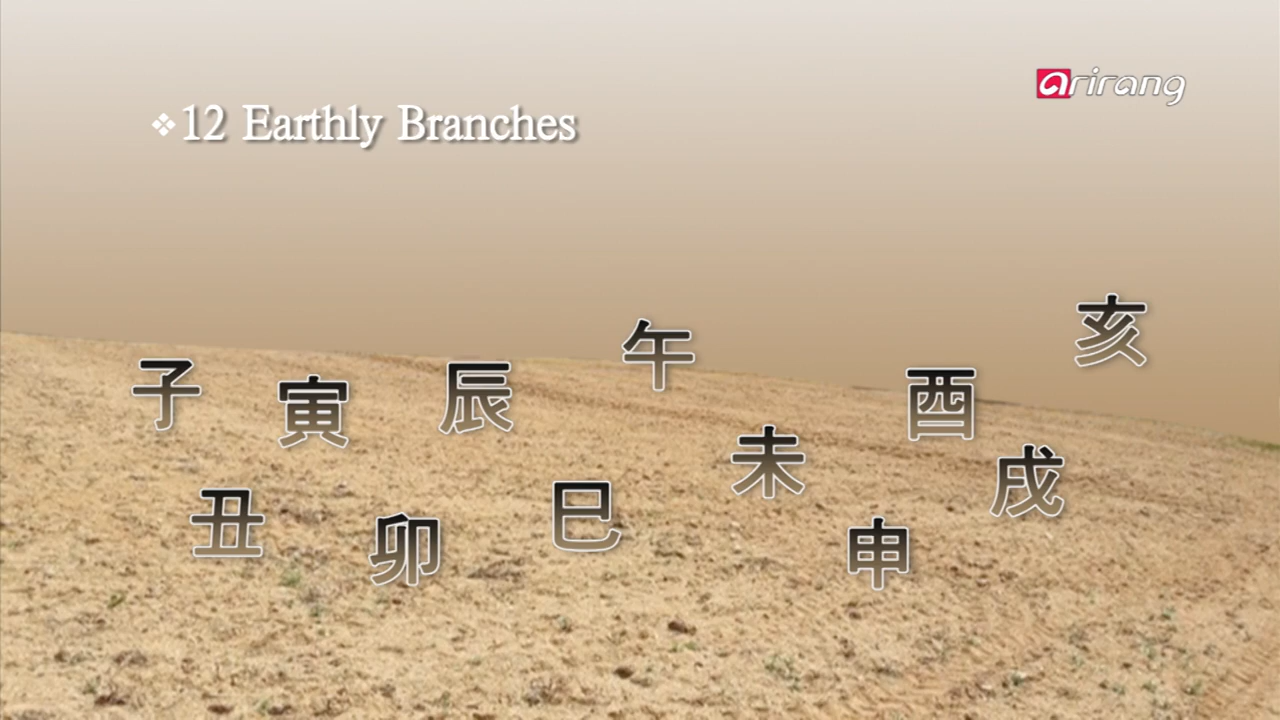 arirang
❖12 Earthly Branches
子
丑
寅
卯
辰
巳
午
未
申
酉
戌
亥